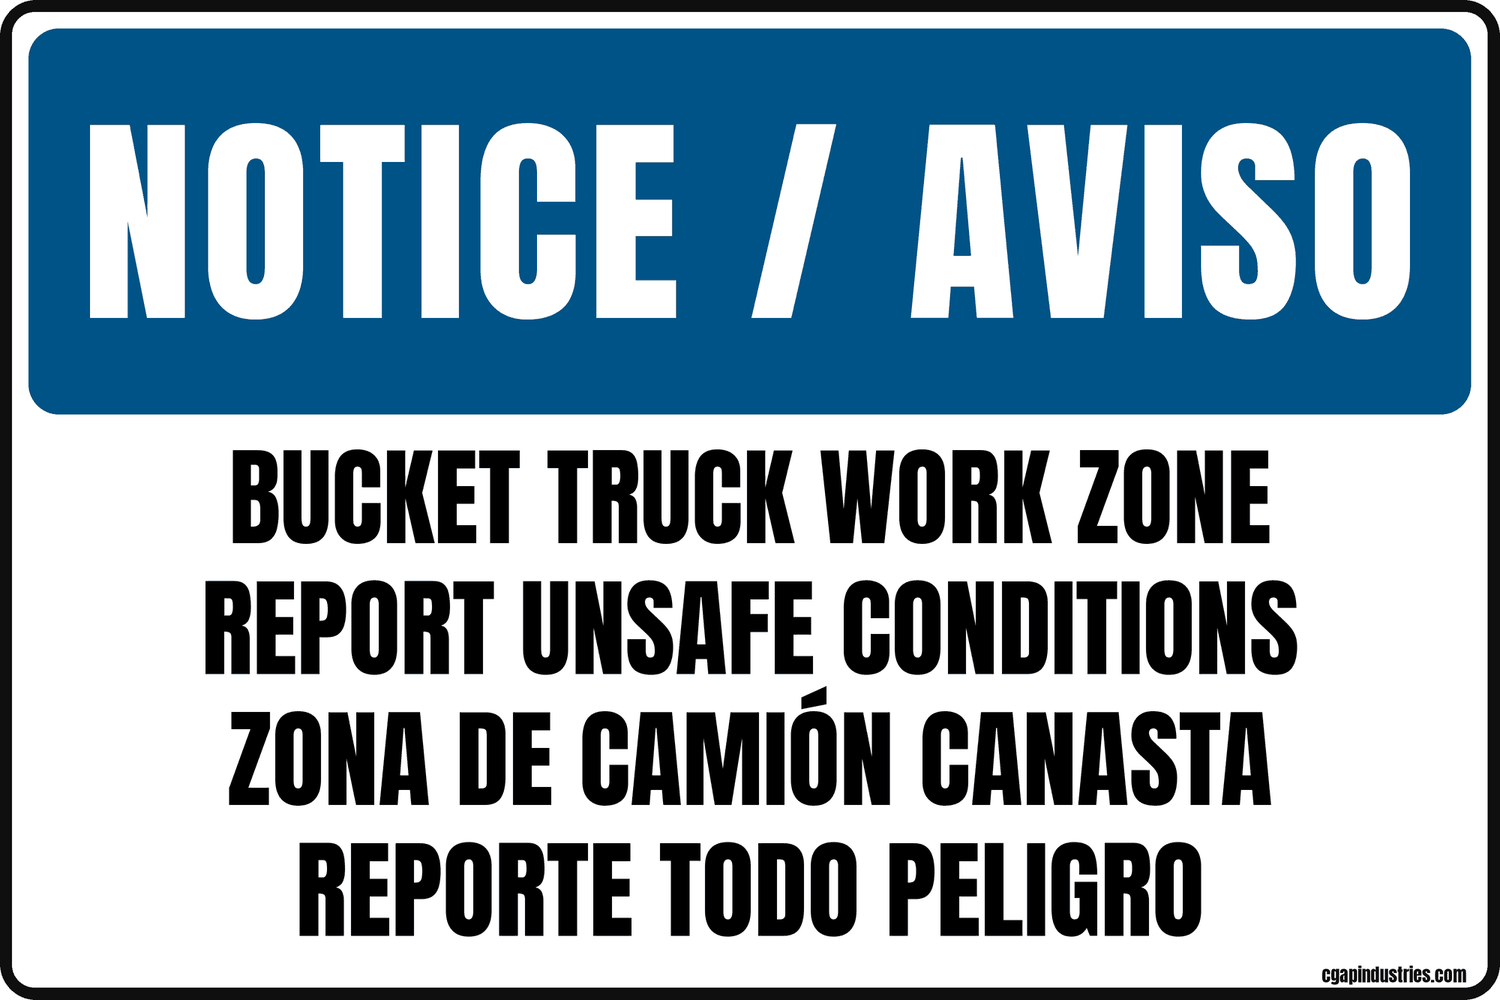 NOTICE / AVISO
BUCKET TRUCK WORK ZONE
REPORT UNSAFE CONDITIONS
ZONA DE CAMIÓN CANASTA
REPORTE TODO PELIGRO
cgapindustries.com